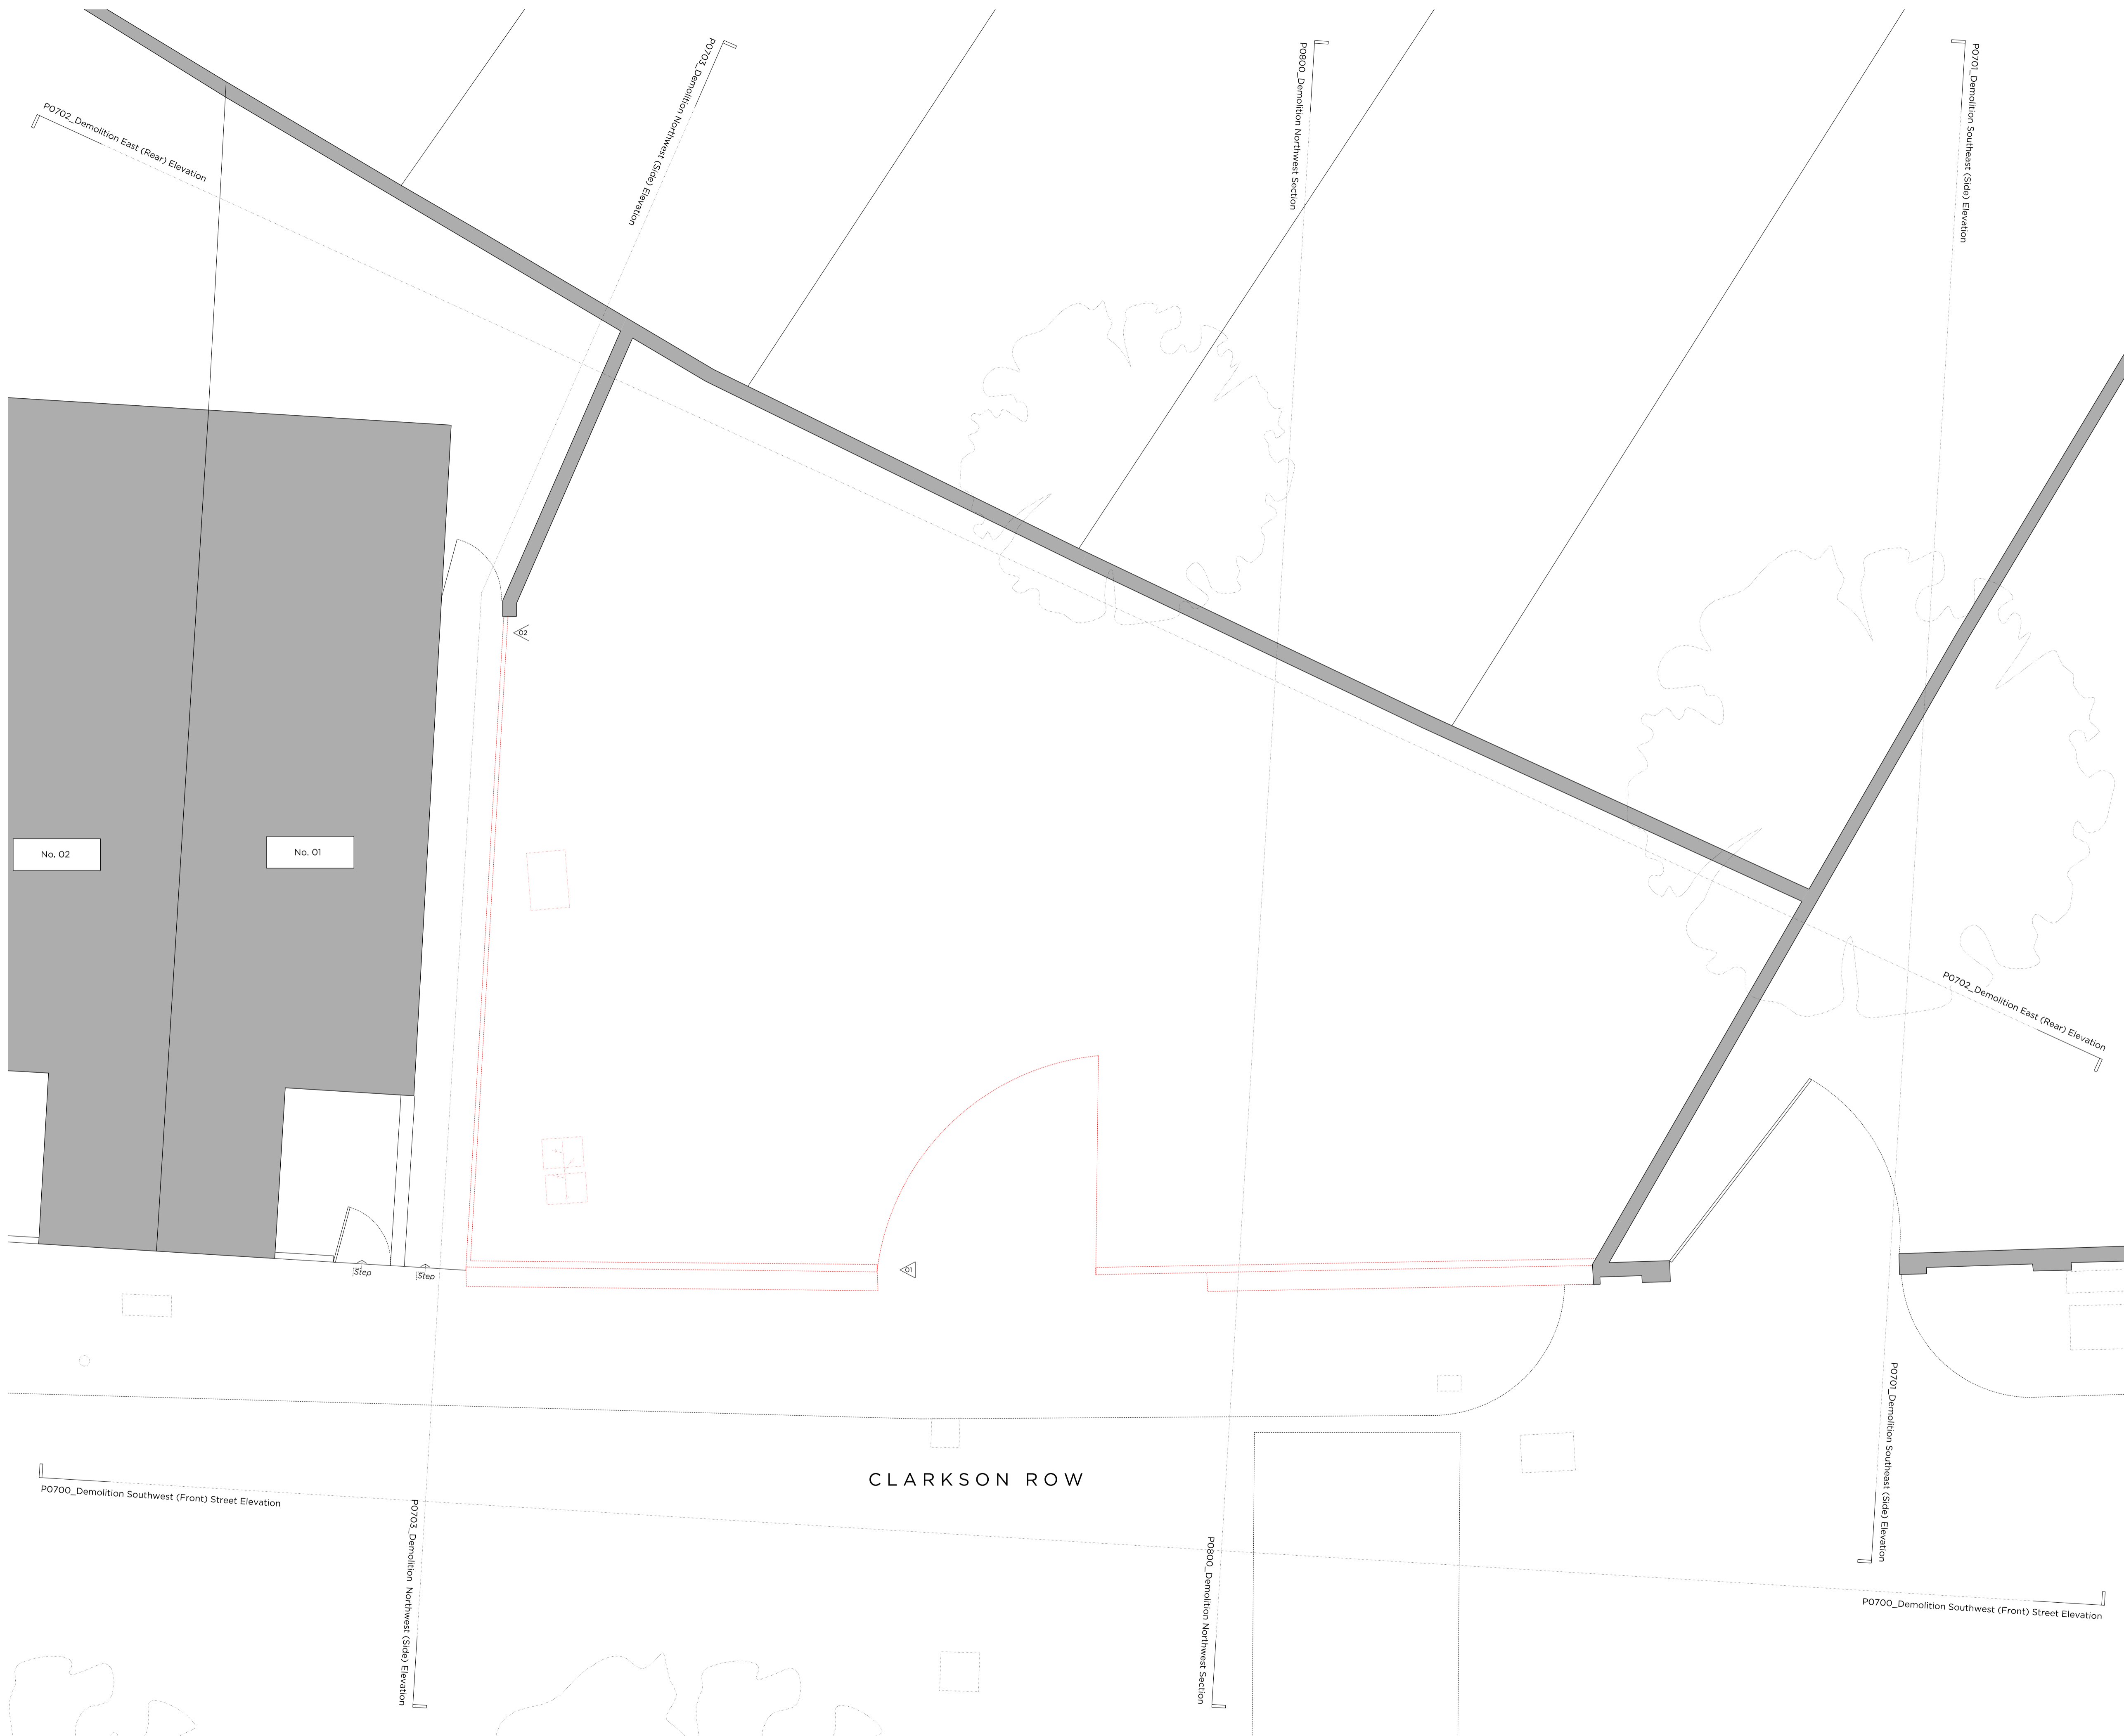 P0703_Demolition Northwest (Side) Elevation
P0800_Demolition Northwest Section
P0701_Demolition Southeast (Side) Elevation
P0702_Demolition East (Rear) Elevation
02
No. 02
No. 01
P0702_Demolition East (Rear) Elevation
01
Step
Step
CLARKSON ROW
P0700_Demolition Southwest (Front) Street Elevation
P0703_Demolition Northwest (Side) Elevation
P0800_Demolition Northwest Section
P0701_Demolition Southeast (Side) Elevation
P0700_Demolition Southwest (Front) Street Elevation